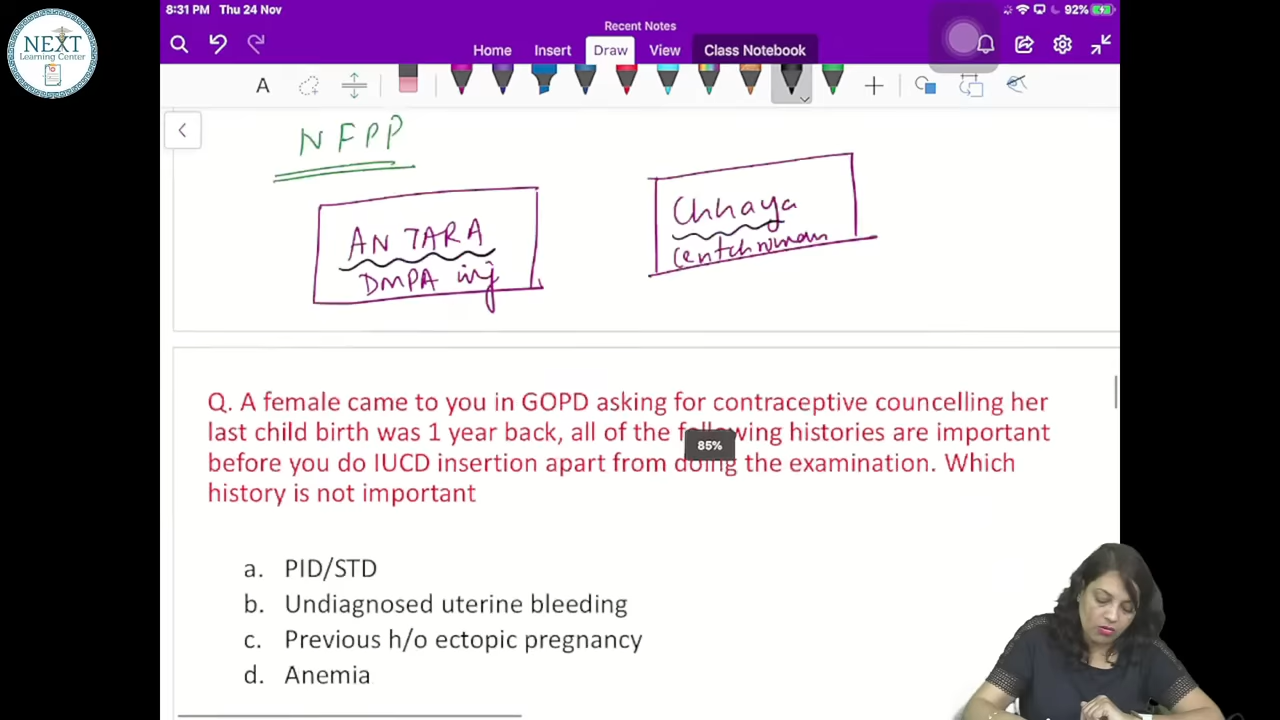 8:31 PM Thu 24 Nov
92%
NEXT
Learning Center
Recent Notes
Home Insert Draw View Class Notebook
A
NFPP
ANTARA
DMPA inj
Chhaya
Centchroman
Q. A female came to you in GOPD asking for contraceptive councelling her
last child birth was 1 year back, all of the following histories are important
85%
before you do IUCD insertion apart from doing the examination. Which
history is not important
a. PID/STD
b. Undiagnosed uterine bleeding
c. Previous h/o ectopic pregnancy
d. Anemia